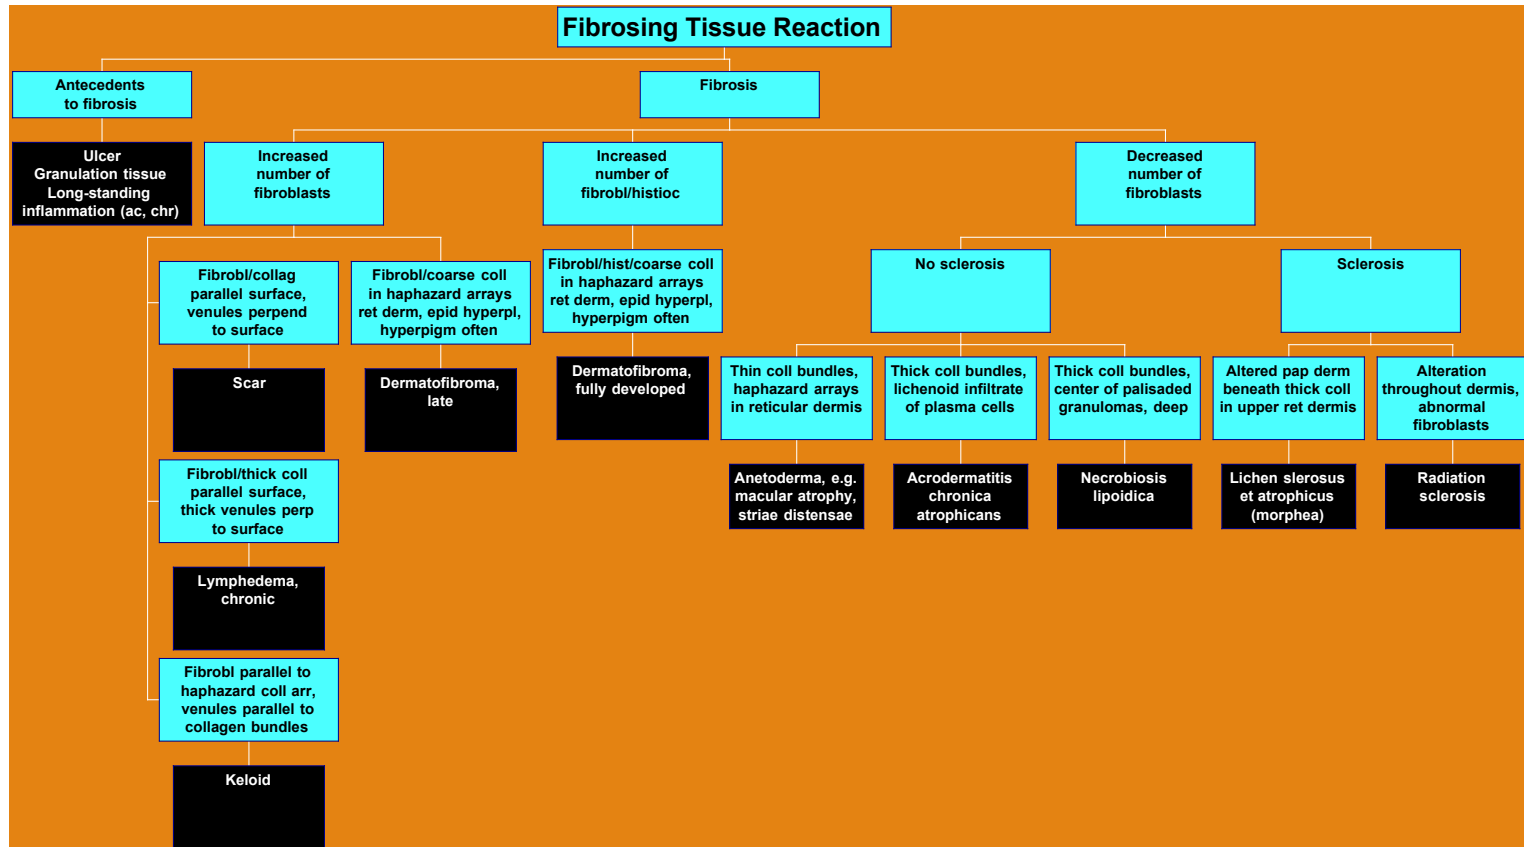 Fibrosing Tissue Reaction
Antecedents
to fibrosis
Fibrosis
Ulcer
Granulation tissue
Long-standing
inflammation (ac, chr)
Increased
number of
fibroblasts
Increased
number of
fibrobl/histioc
Decreased
number of
fibroblasts
Fibrobl/collag
parallel surface,
venules perpend
to surface
Fibrobl/coarse coll
in haphazard arrays
ret derm, epid hyperpl,
hyperpigm often
Fibrobl/hist/coarse coll
in haphazard arrays
ret derm, epid hyperpl,
hyperpigm often
No sclerosis
Sclerosis
Scar
Dermatofibroma,
late
Dermatofibroma,
fully developed
Thin coll bundles,
haphazard arrays
in reticular dermis
Thick coll bundles,
lichenoid infiltrate
of plasma cells
Thick coll bundles,
center of palisaded
granulomas, deep
Altered pap derm
beneath thick coll
in upper ret dermis
Alteration
throughout dermis,
abnormal
fibroblasts
Fibrobl/thick coll
parallel surface,
thick venules perp
to surface
Anetoderma, e.g.
macular atrophy,
striae distensae
Acrodermatitis
chronica
atrophicans
Necrobiosis
lipoidica
Lichen slerosus
et atrophicus
(morphea)
Radiation
sclerosis
Lymphedema,
chronic
Fibrobl parallel to
haphazard coll arr,
venules parallel to
collagen bundles
Keloid